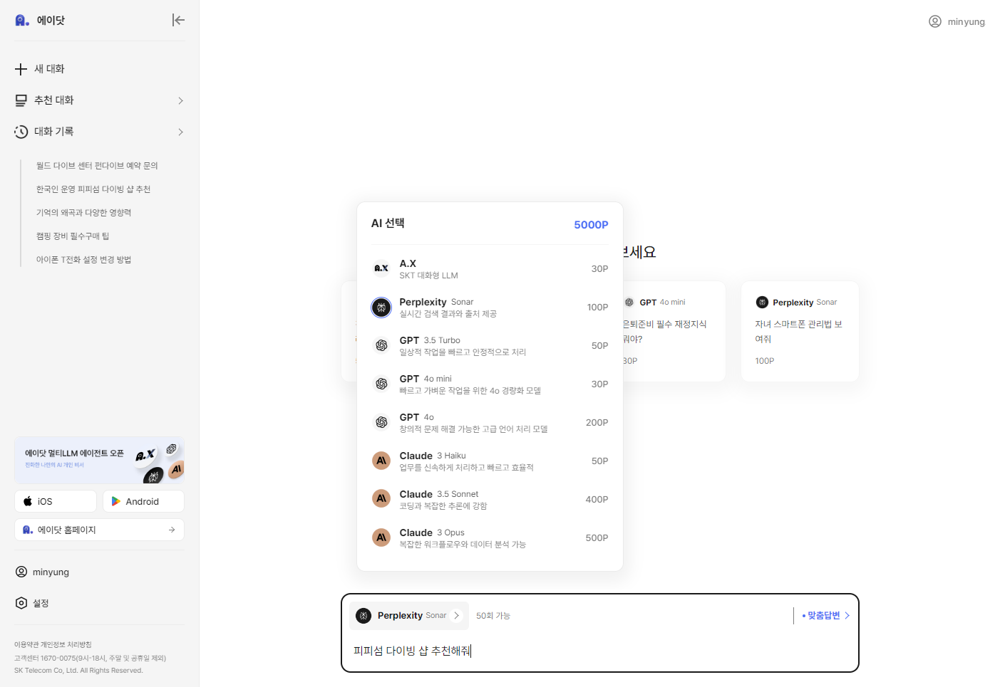 에이닷
새 대화
추천 대화
대화 기록
월드 다이브 센터 펀다이브 예약 문의
한국인 운영 피피섬 다이빙 샵 추천
기억의 왜곡과 다양한 영향력
캠핑 장비 필수구매 팁
아이폰 T전화 설정 변경 방법
에이닷 멀티LLM 에이전트 오픈
진화한 나만의 AI 개인 비서
A.X
iOS
Android
에이닷 홈페이지
minyung
설정
이용약관 개인정보 처리방침
고객센터 1670-0075(9시-18시, 주말 및 공휴일 제외)
SK Telecom Co, Ltd. All Rights Reserved.
minyung
보세요
AI 선택
5000P
A.X
SKT 대화형 LLM
30P
Perplexity Sonar
실시간 검색 결과와 출처 제공
100P
GPT 3.5 Turbo
일상적 작업을 빠르고 안정적으로 처리
50P
GPT 4o mini
빠르고 가벼운 작업을 위한 4o 경량화 모델
30P
GPT 4o
창의적 문제 해결 가능한 고급 언어 처리 모델
200P
Claude 3 Haiku
업무를 신속하게 처리하고 빠르고 효율적
50P
Claude 3.5 Sonnet
코딩과 복잡한 추론에 강함
400P
Claude 3 Opus
복잡한 워크플로우와 데이터 분석 가능
500P
GPT 4o mini
은퇴준비 필수 재정지식
뭐야?
30P
Perplexity Sonar
자녀 스마트폰 관리법 보
여줘
100P
Perplexity Sonar
50회 가능
• 맞춤답변
피피섬 다이빙 샵 추천해줘